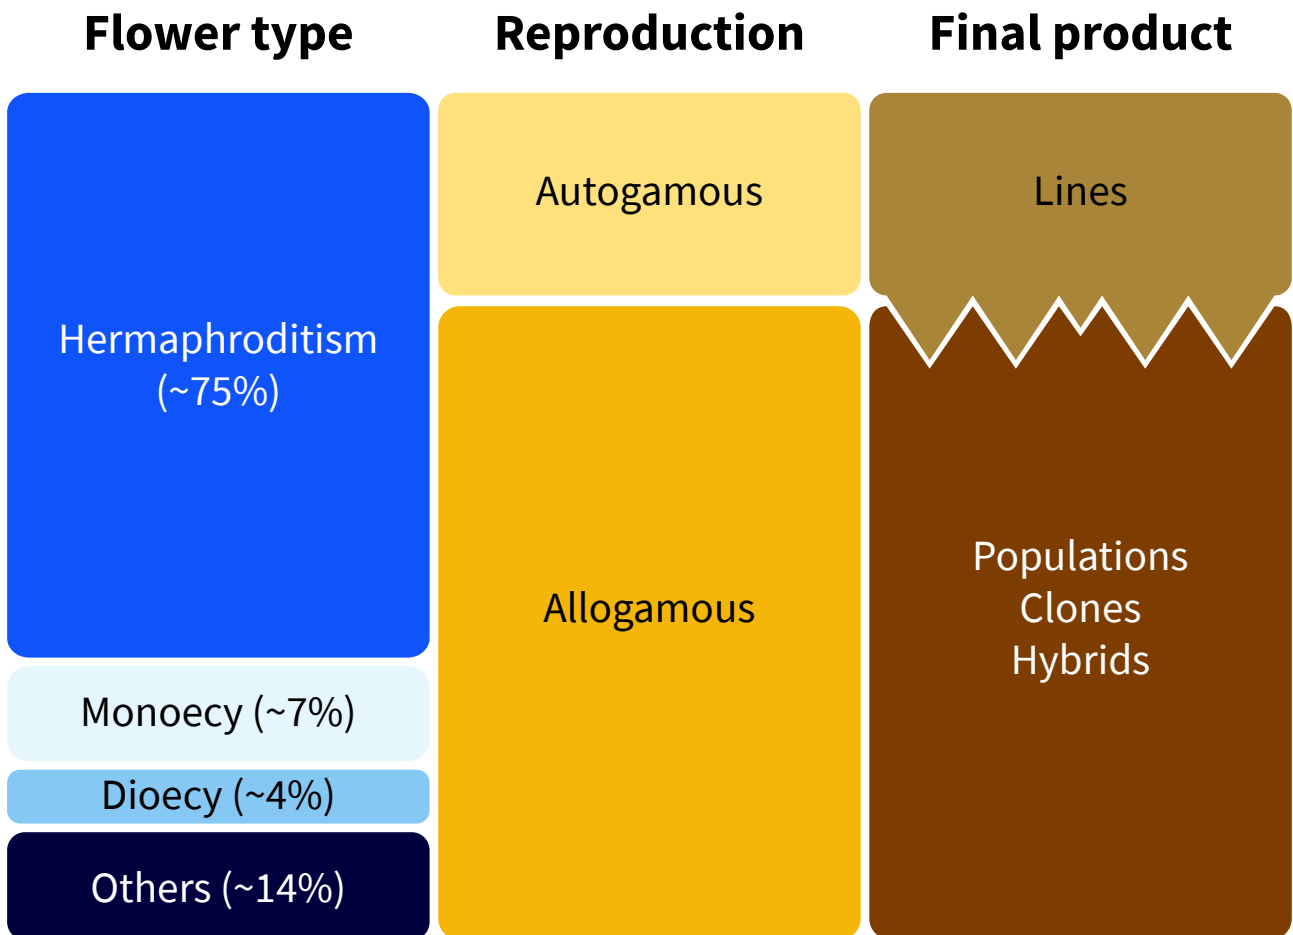 Flower type
Reproduction
Final product
Hermaphroditism
(~75%)
Monoecy (~7%)
Dioecy (~4%)
Others (~14%)
Autogamous
Allogamous
Lines
Populations
Clones
Hybrids